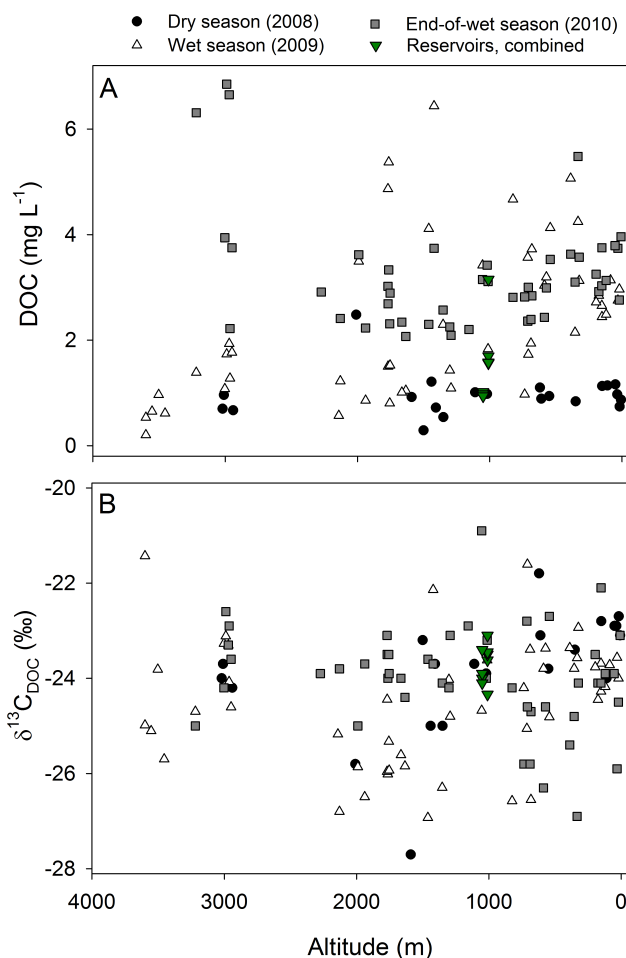 Dry season (2008)
Wet season (2009)
End-of-wet season (2010)
Reservoirs, combined
A
6
4
2
0
DOC (mg L⁻¹)
B
-20
-22
-24
-26
-28
δ¹³C_DOC (‰)
4000 3000 2000 1000 0
Altitude (m)